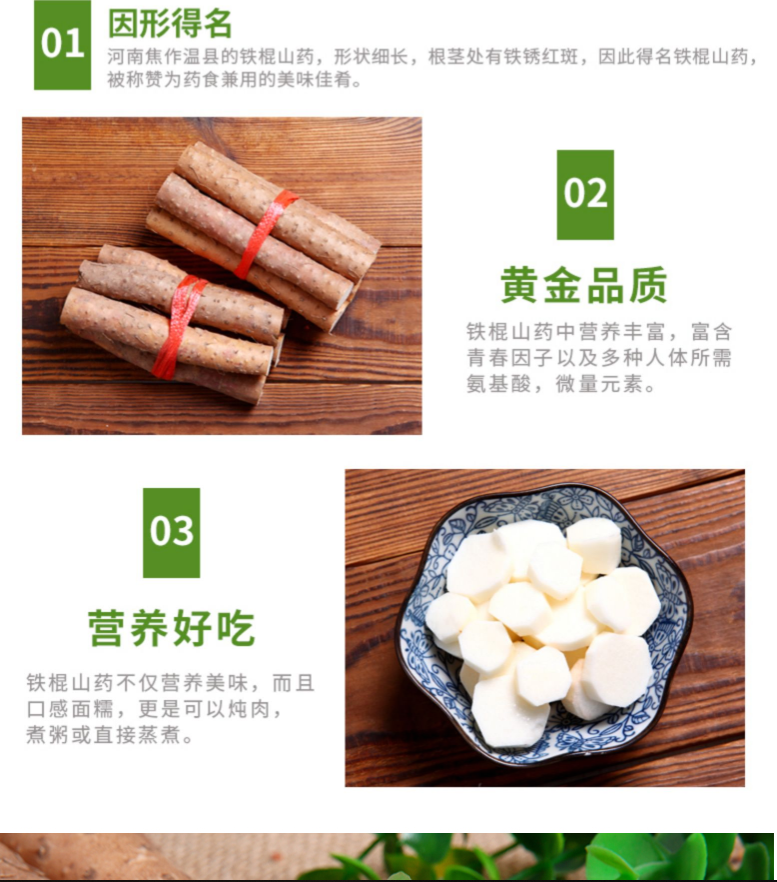 01
因形得名
河南焦作温县的铁棍山药，形状细长，根茎处有铁锈红斑，因此得名铁棍山药，
被称赞为药食兼用的美味佳肴。
02
黄金品质
铁棍山药中营养丰富，富含
青春因子以及多种人体所需
氨基酸，微量元素。
03
营养好吃
铁棍山药不仅营养美味，而且
口感面糯，更是可以炖肉，
煮粥或直接蒸煮。